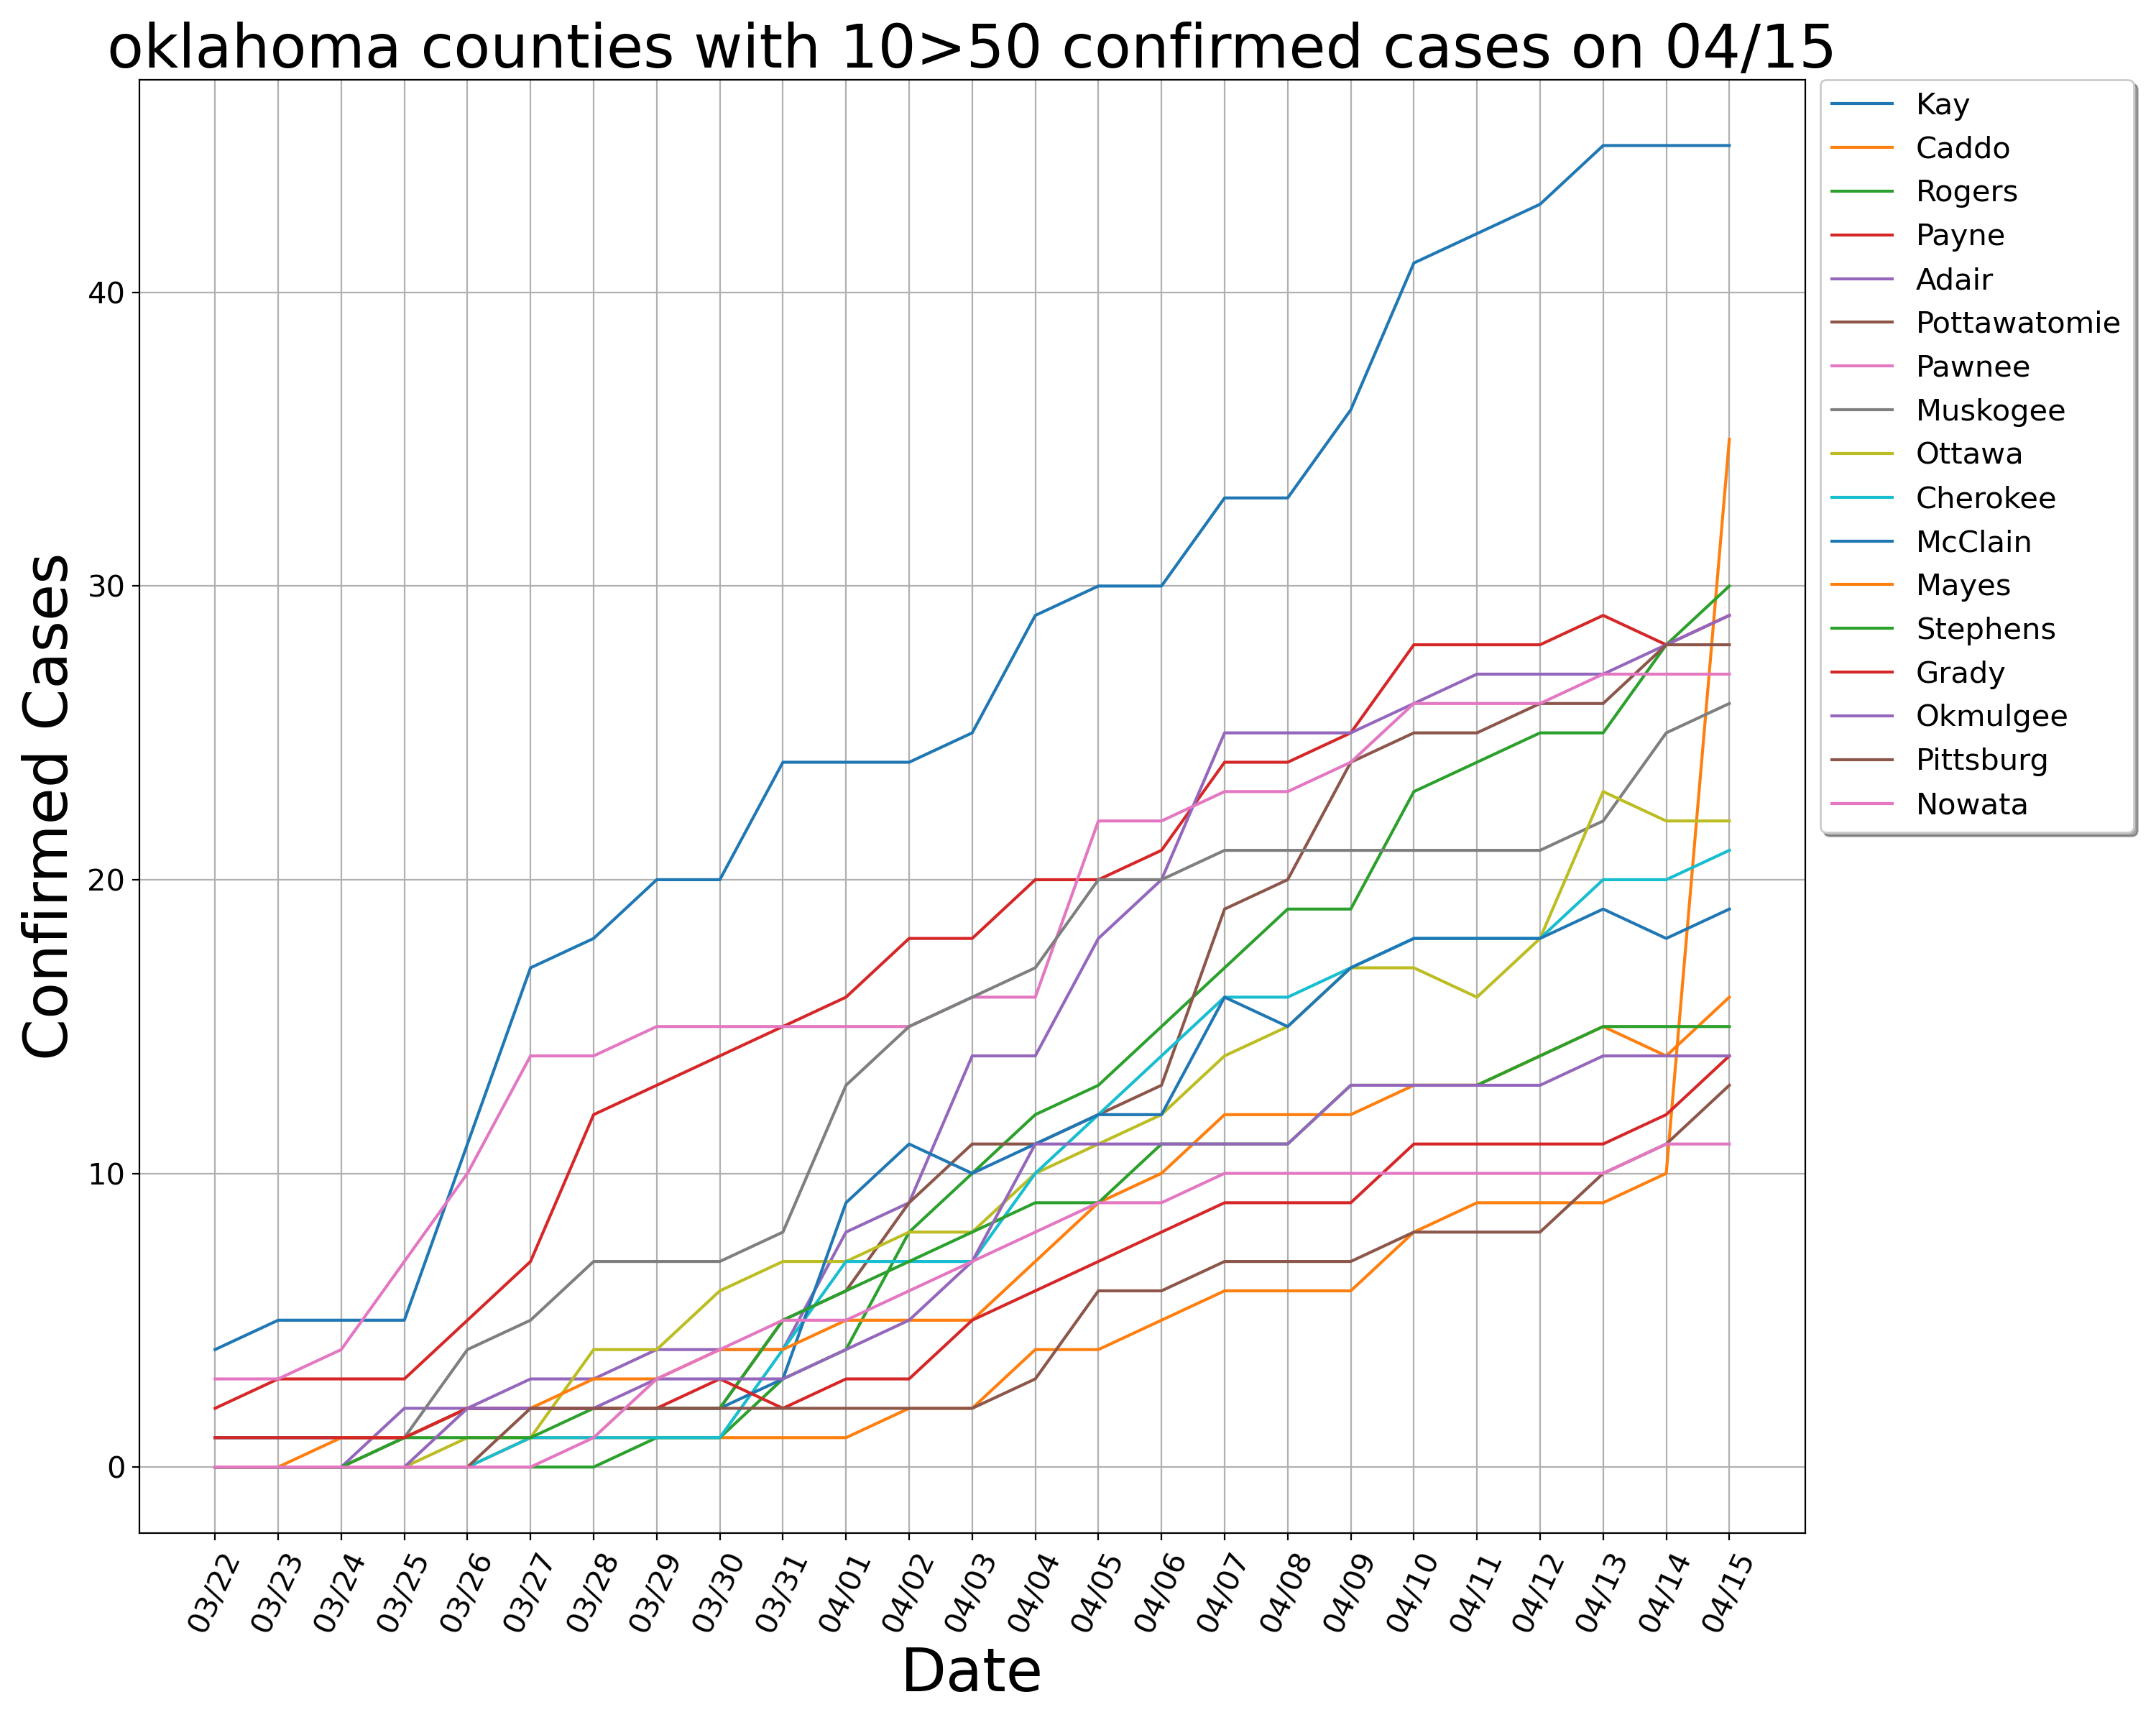 oklahoma counties with 10>50 confirmed cases on 04/15
Confirmed Cases
40
30
20
10
0
03/22
03/23
03/24
03/25
03/26
03/27
03/28
03/29
03/30
03/31
04/01
04/02
04/03
04/04
04/05
04/06
04/07
04/08
04/09
04/10
04/11
04/12
04/13
04/14
04/15
Date
Kay
Caddo
Rogers
Payne
Adair
Pottawatomie
Pawnee
Muskogee
Ottawa
Cherokee
McClain
Mayes
Stephens
Grady
Okmulgee
Pittsburg
Nowata